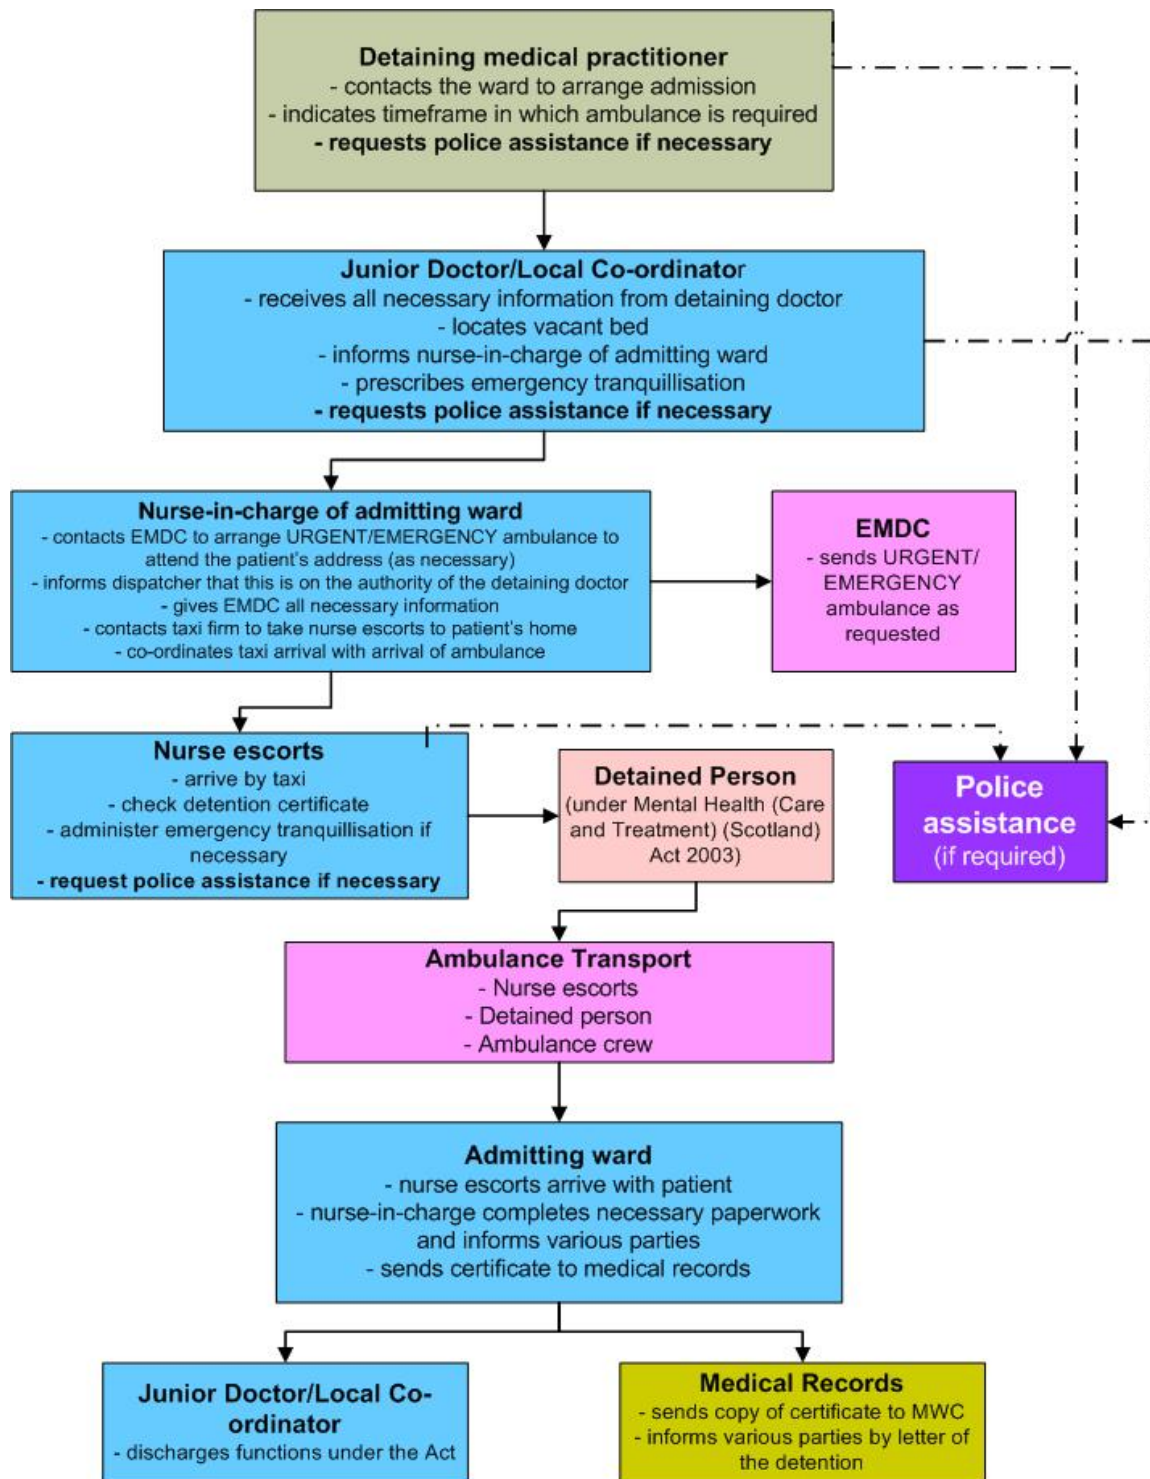 Detaining medical practitioner
- contacts the ward to arrange admission
- indicates timeframe in which ambulance is required
- requests police assistance if necessary
Junior Doctor/Local Co-ordinator
- receives all necessary information from detaining doctor
- locates vacant bed
- informs nurse-in-charge of admitting ward
- prescribes emergency tranquillisation
- requests police assistance if necessary
Nurse-in-charge of admitting ward
- contacts EMDC to arrange URGENT/EMERGENCY ambulance to
attend the patient's address (as necessary)
- informs dispatcher that this is on the authority of the detaining doctor
- gives EMDC all necessary information
- contacts taxi firm to take nurse escorts to patient's home
- co-ordinates taxi arrival with arrival of ambulance
EMDC
- sends URGENT/
EMERGENCY
ambulance as
requested
Nurse escorts
- arrive by taxi
- check detention certificate
- administer emergency tranquillisation if
necessary
- request police assistance if necessary
Detained Person
(under Mental Health (Care
and Treatment) (Scotland)
Act 2003)
Police
assistance
(if required)
Ambulance Transport
- Nurse escorts
- Detained person
- Ambulance crew
Admitting ward
- nurse escorts arrive with patient
- nurse-in-charge completes necessary paperwork
and informs various parties
- sends certificate to medical records
Junior Doctor/Local Co-
ordinator
- discharges functions under the Act
Medical Records
- sends copy of certificate to MWC
- informs various parties by letter of
the detention